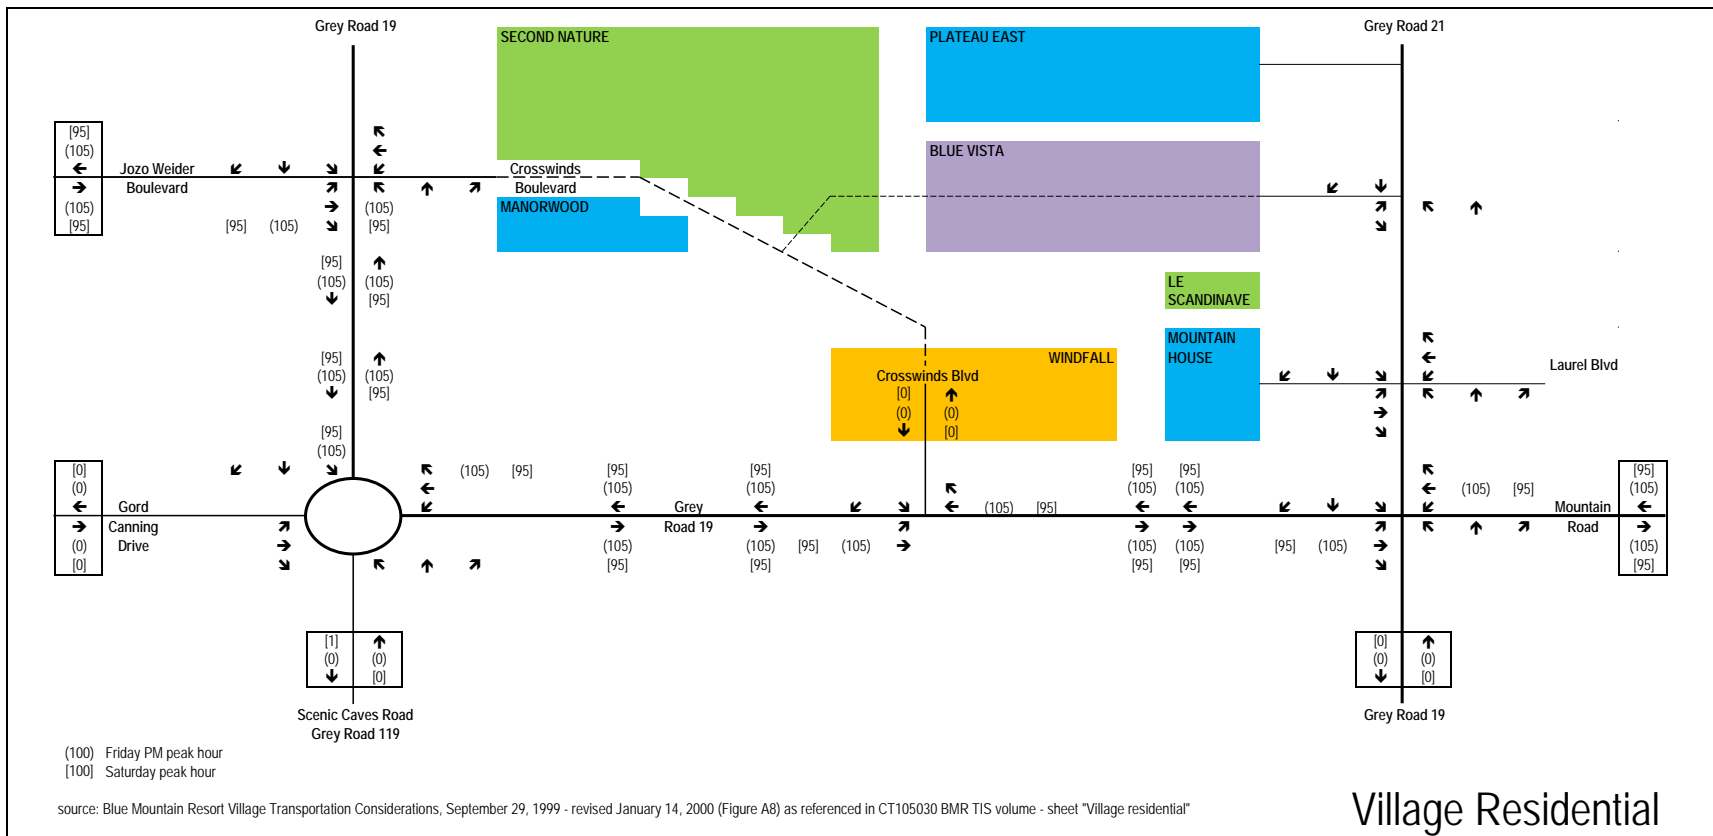 Grey Road 19
Grey Road 21
SECOND NATURE
PLATEAU EAST
[95]
(105)
Jozo Weider
Boulevard
(105)
[95]
Crosswinds
Boulevard
BLUE VISTA
MANORWOOD
[95] (105)
(105)
[95]
[95]
(105)
(105)
[95]
LE
SCANDINAVE
[95]
(105)
(105)
[95]
MOUNTAIN
HOUSE
WINDFALL
Crosswinds Blvd
[0]
(0)
(0)
[0]
Laurel Blvd
[95]
(105)
[0]
(0)
Gord
Canning
Drive
(0)
[0]
(105) [95]
[95]
(105)
Grey
Road 19
(105)
[95]
[95]
(105)
(105)
[95]
[95] (105)
(105) [95]
[95] [95]
(105) (105)
(105) (105)
[95] [95]
[95] (105)
(105) [95]
Mountain
Road
[95]
(105)
(105)
[95]
[1]
(0)
(0)
[0]
[0]
(0)
(0)
[0]
Scenic Caves Road
Grey Road 119
Grey Road 19
(100) Friday PM peak hour
[100] Saturday peak hour
source: Blue Mountain Resort Village Transportation Considerations, September 29, 1999 - revised January 14, 2000 (Figure A8) as referenced in CT105030 BMR TIS volume - sheet "Village residential"
Village Residential